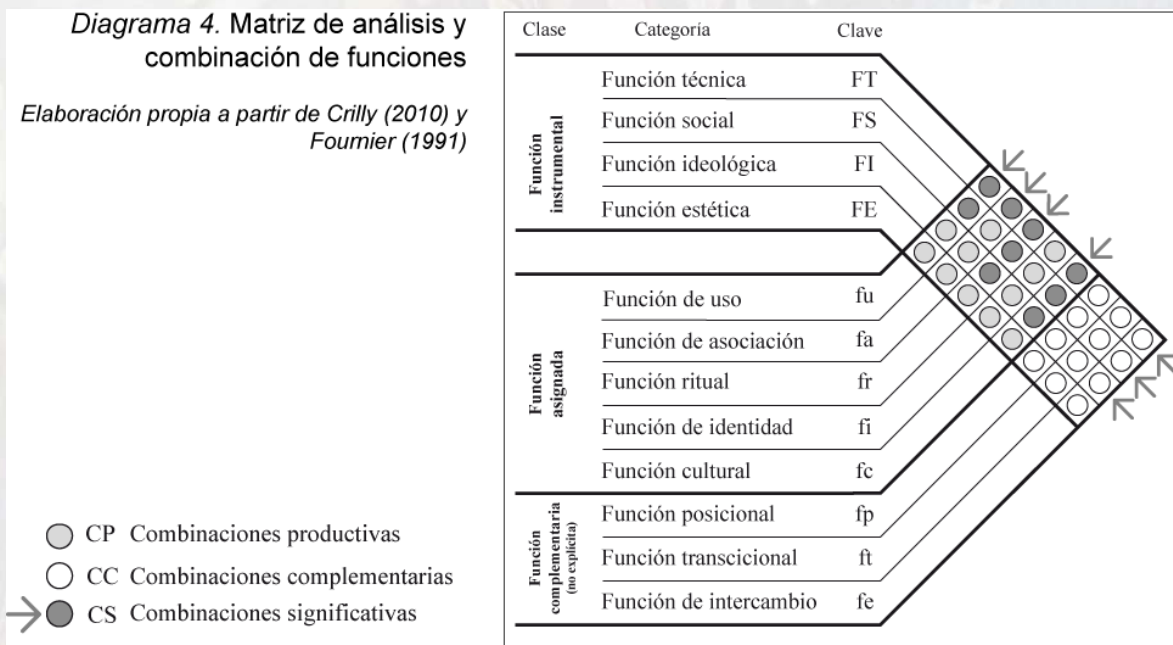 Diagrama 4. Matriz de análisis y
combinación de funciones
Elaboración propia a partir de Crilly (2010) y
Fournier (1991)
Clase Categoría Clave
Función
instrumental
Función técnica FT
Función social FS
Función ideológica FI
Función estética FE
Función
asignada
Función de uso fu
Función de asociación fa
Función ritual fr
Función de identidad fi
Función cultural fc
Función
complementaria
(no explícita)
Función posicional fp
Función transcicional ft
Función de intercambio fe
CP Combinaciones productivas
CC Combinaciones complementarias
CS Combinaciones significativas